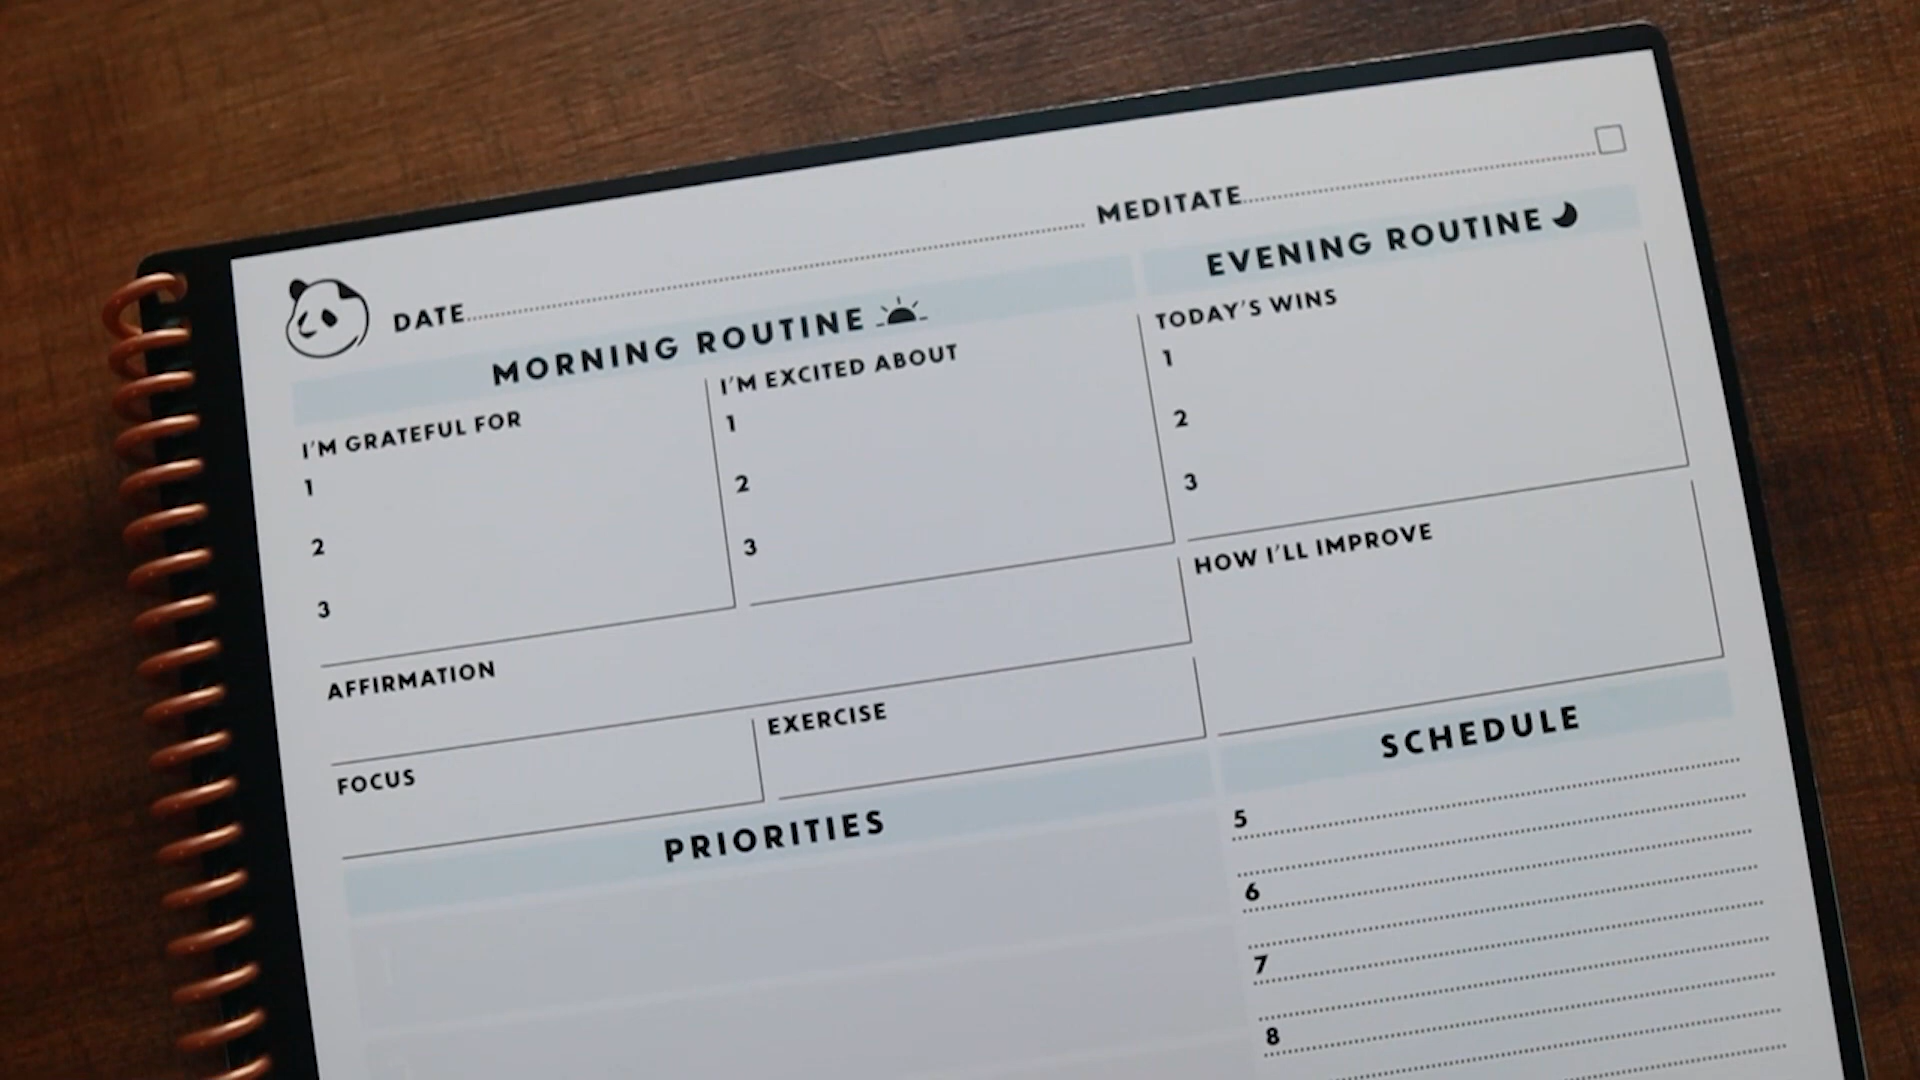 DATE
MEDITATE
MORNING ROUTINE
I'M GRATEFUL FOR
1
2
3
I'M EXCITED ABOUT
1
2
3
AFFIRMATION
FOCUS
EXERCISE
EVENING ROUTINE
TODAY'S WINS
1
2
3
HOW I'LL IMPROVE
PRIORITIES
SCHEDULE
5
6
7
8